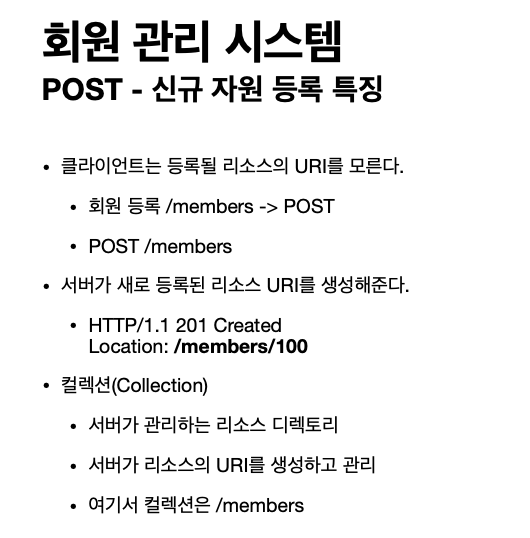 회원 관리 시스템
POST - 신규 자원 등록 특징
• 클라이언트는 등록될 리소스의 URI를 모른다.
• 회원 등록 /members -> POST
• POST /members
• 서버가 새로 등록된 리소스 URI를 생성해준다.
• HTTP/1.1 201 Created
Location: /members/100
• 컬렉션(Collection)
• 서버가 관리하는 리소스 디렉토리
• 서버가 리소스의 URI를 생성하고 관리
• 여기서 컬렉션은 /members